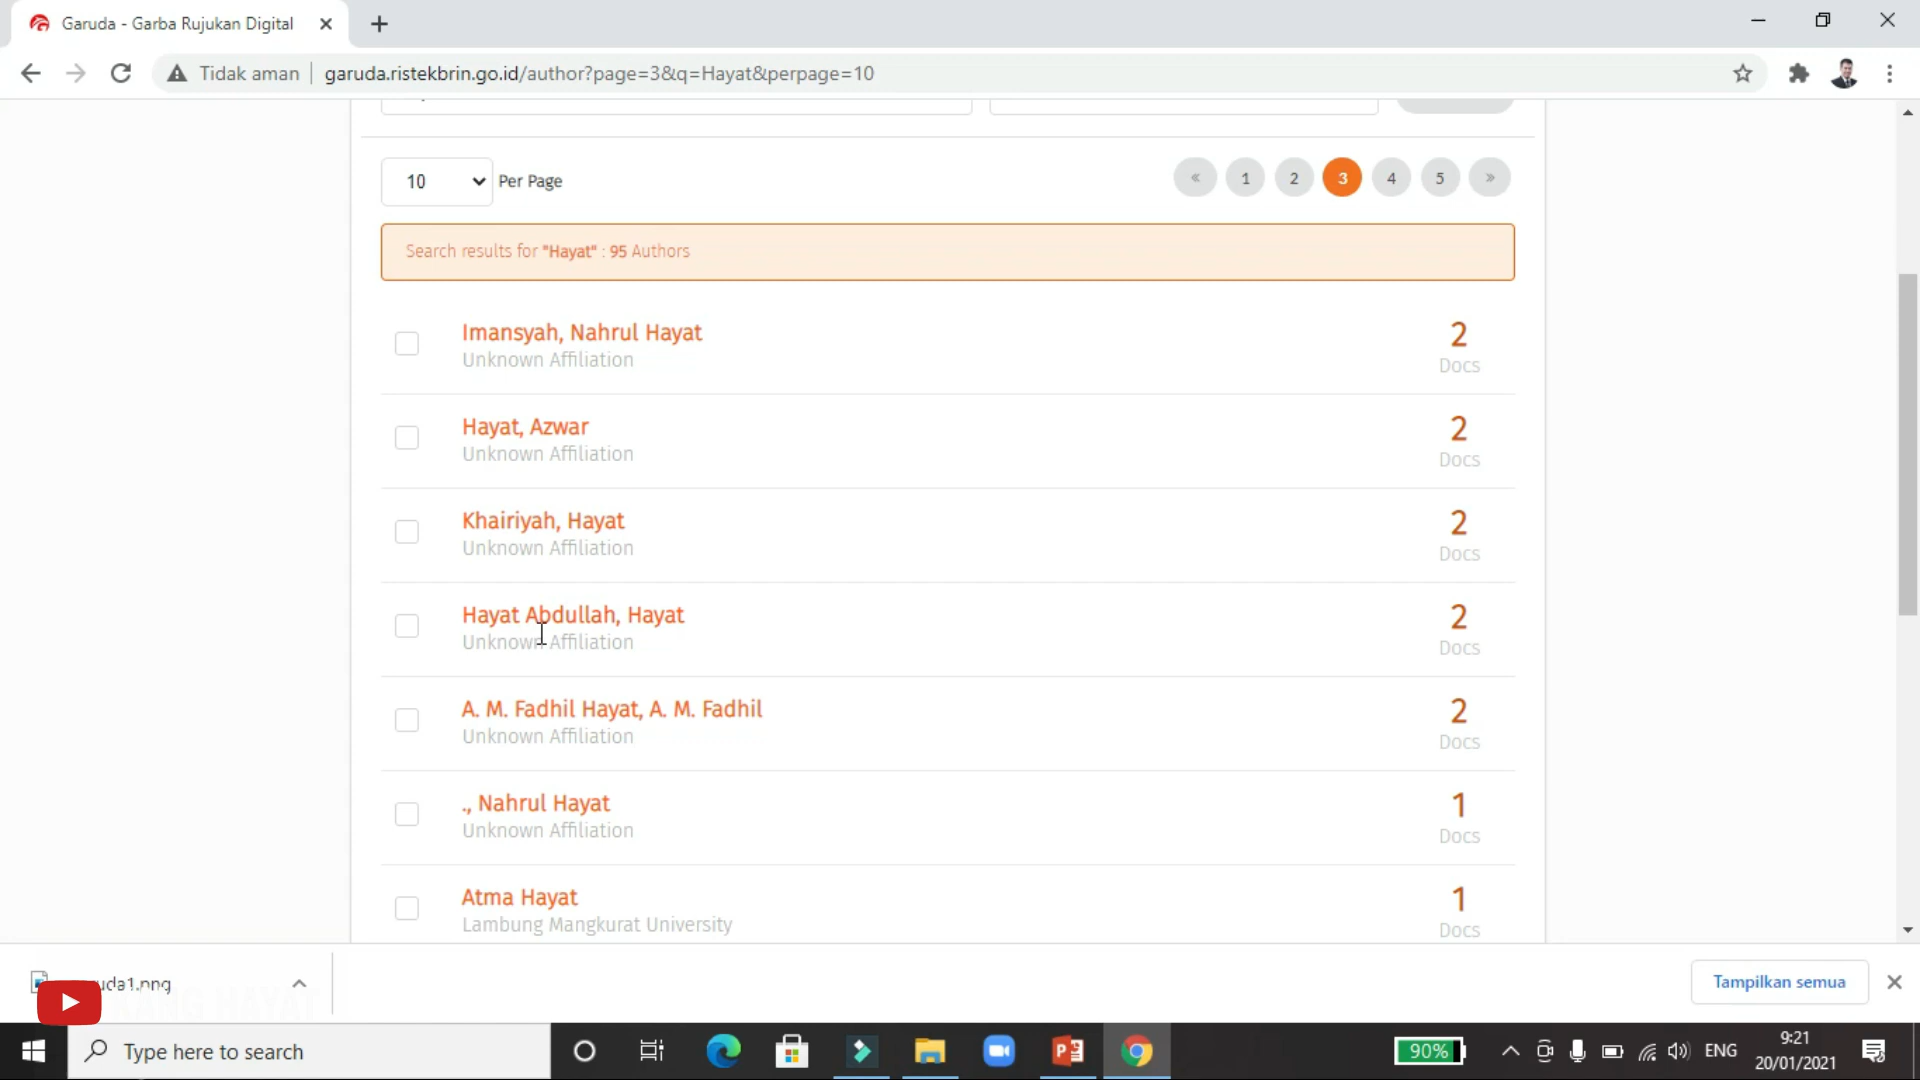 Garuda - Garba Rujukan Digital
Tidak aman
garuda.ristekbrin.go.id/author?page=3&q=Hayat&perpage=10
10
Per Page
«
1
2
3
4
5
»
Search results for "Hayat" : 95 Authors
Imansyah, Nahrul Hayat
Unknown Affiliation
2
Docs
Hayat, Azwar
Unknown Affiliation
2
Docs
Khairiyah, Hayat
Unknown Affiliation
2
Docs
Hayat Abdullah, Hayat
Unknown Affiliation
2
Docs
A. M. Fadhil Hayat, A. M. Fadhil
Unknown Affiliation
2
Docs
., Nahrul Hayat
Unknown Affiliation
1
Docs
Atma Hayat
Lambung Mangkurat University
1
Docs
uda1.png
KANG HAYAT
Tampilkan semua
Type here to search
90%
ENG
9:21
20/01/2021